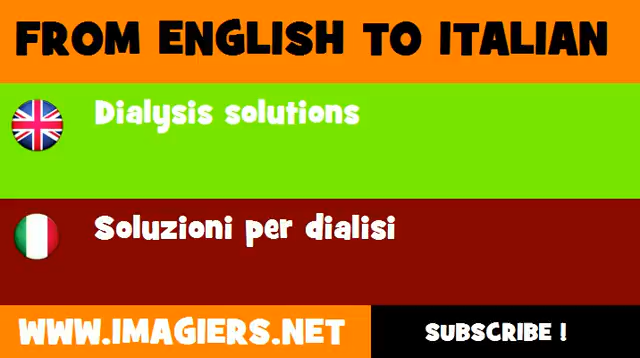 FROM ENGLISH TO ITALIAN
Dialysis solutions
Soluzioni per dialisi
WWW.IMAGIERS.NET
SUBSCRIBE !